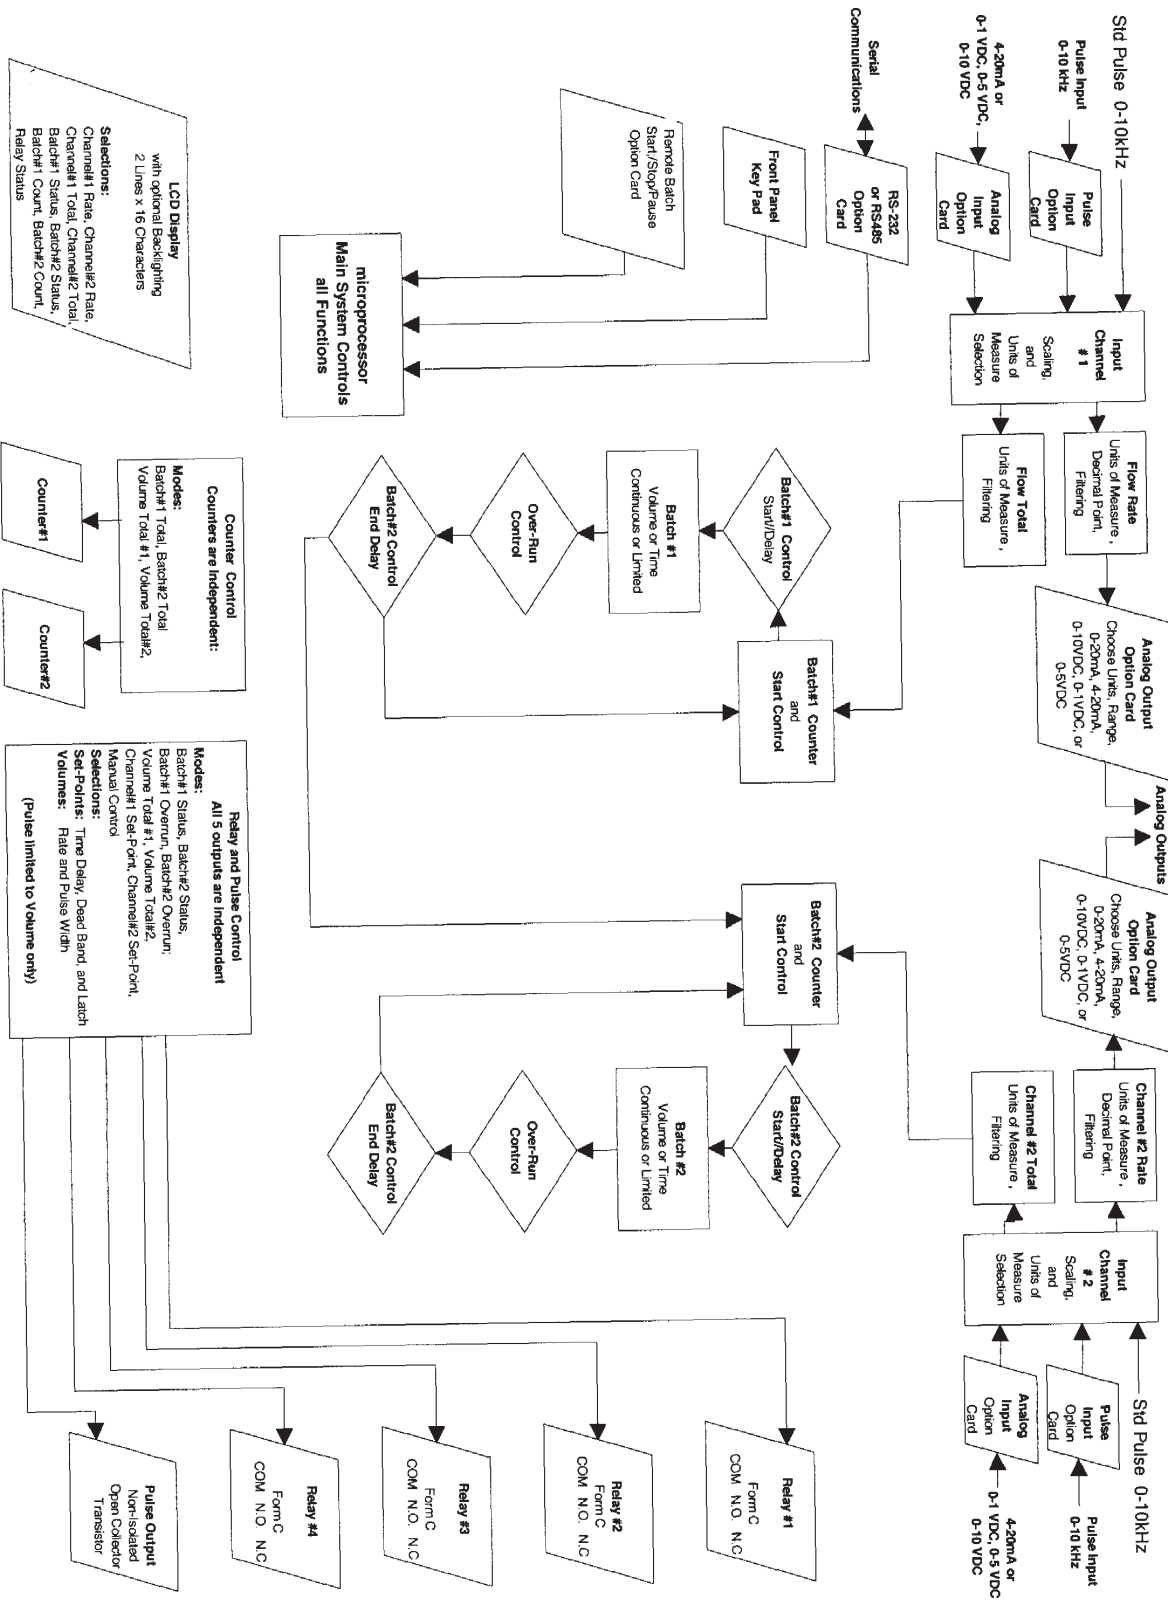 Std Pulse 0-10kHz
Pulse Input
0-10 kHz
4-20mA or
0-1 VDC, 0-5 VDC,
0-10 VDC
Pulse
Input
Option
Card
Analog
Input
Option
Card
Input
Channel
#1
Scaling,
and
Units of
Measure
Selection
Flow Rate
Units of Measure ,
Decimal Point,
Filtering
Flow Total
Units of Measure ,
Filtering
Analog Output
Option Card
Choose Units, Range,
0-20mA, 4-20mA,
0-10VDC, 0-1VDC, or
0-5VDC
Analog Outputs
Analog Output
Option Card
Choose Units, Range,
0-20mA, 4-20mA,
0-10VDC, 0-1VDC, or
0-5VDC
Channel #2 Rate
Units of Measure ,
Decimal Point,
Filtering
Channel #2 Total
Units of Measure ,
Filtering
Input
Channel
#2
Scaling,
and
Units of
Measure
Selection
Std Pulse 0-10kHz
Pulse
Input
Option
Card
Pulse Input
0-10 kHz
Analog
Input
Option
Card
4-20mA or
0-1 VDC, 0-5 VDC
0-10 VDC
Serial
Communications
RS-232
or RS485
Option
Card
Front Panel
Key Pad
Remote Batch
Start:/Stop/Pause
Option Card
microprocessor
Main System Controls
all Functions
Batch#1 Counter
and
Start Control
Batch#1 Control
Start//Delay
Batch #1
Volume or Time
Continuous or Limited
Over-Run
Control
Batch#2 Control
End Delay
Batch#2 Counter
and
Start Control
Batch#2 Control
Start//Delay
Batch #2
Volume or Time
Continuous or Limited
Over-Run
Control
Batch#2 Control
End Delay
LCD Display
with optional Backlighting
2 Lines x 16 Characters
Selections:
Channel#1 Rate, Channel#2 Rate,
Channel#1 Total, Channel#2 Total,
Batch#1 Status, Batch#2 Status,
Batch#1 Count, Batch#2 Count,
Relay Status
Counter Control
Counters are Independent:
Modes:
Batch#1 Total, Batch#2 Total
Volume Total #1, Volume Total#2,
Counter#1
Counter#2
Relay and Pulse Control
All 5 outputs are independent
Modes:
Batch#1 Status, Batch#2 Status,
Batch#1 Overrun, Batch#2 Overrun;
Volume Total #1, Volume Total#2,
Channel#1 Set-Point, Channel#2 Set-Point,
Manual Control
Selections:
Set-Points: Time Delay, Dead Band, and Latch
Volumes: Rate and Pulse Width
(Pulse limited to Volume only)
Relay #1
Form C
COM N.O. N.C
Relay #2
Form C
COM N.O. N.C
Relay #3
Form C
COM N.O. N.C
Relay #4
Form C
COM N.O. N.C
Pulse Output
Non-Isolated
Open Collector
Transistor